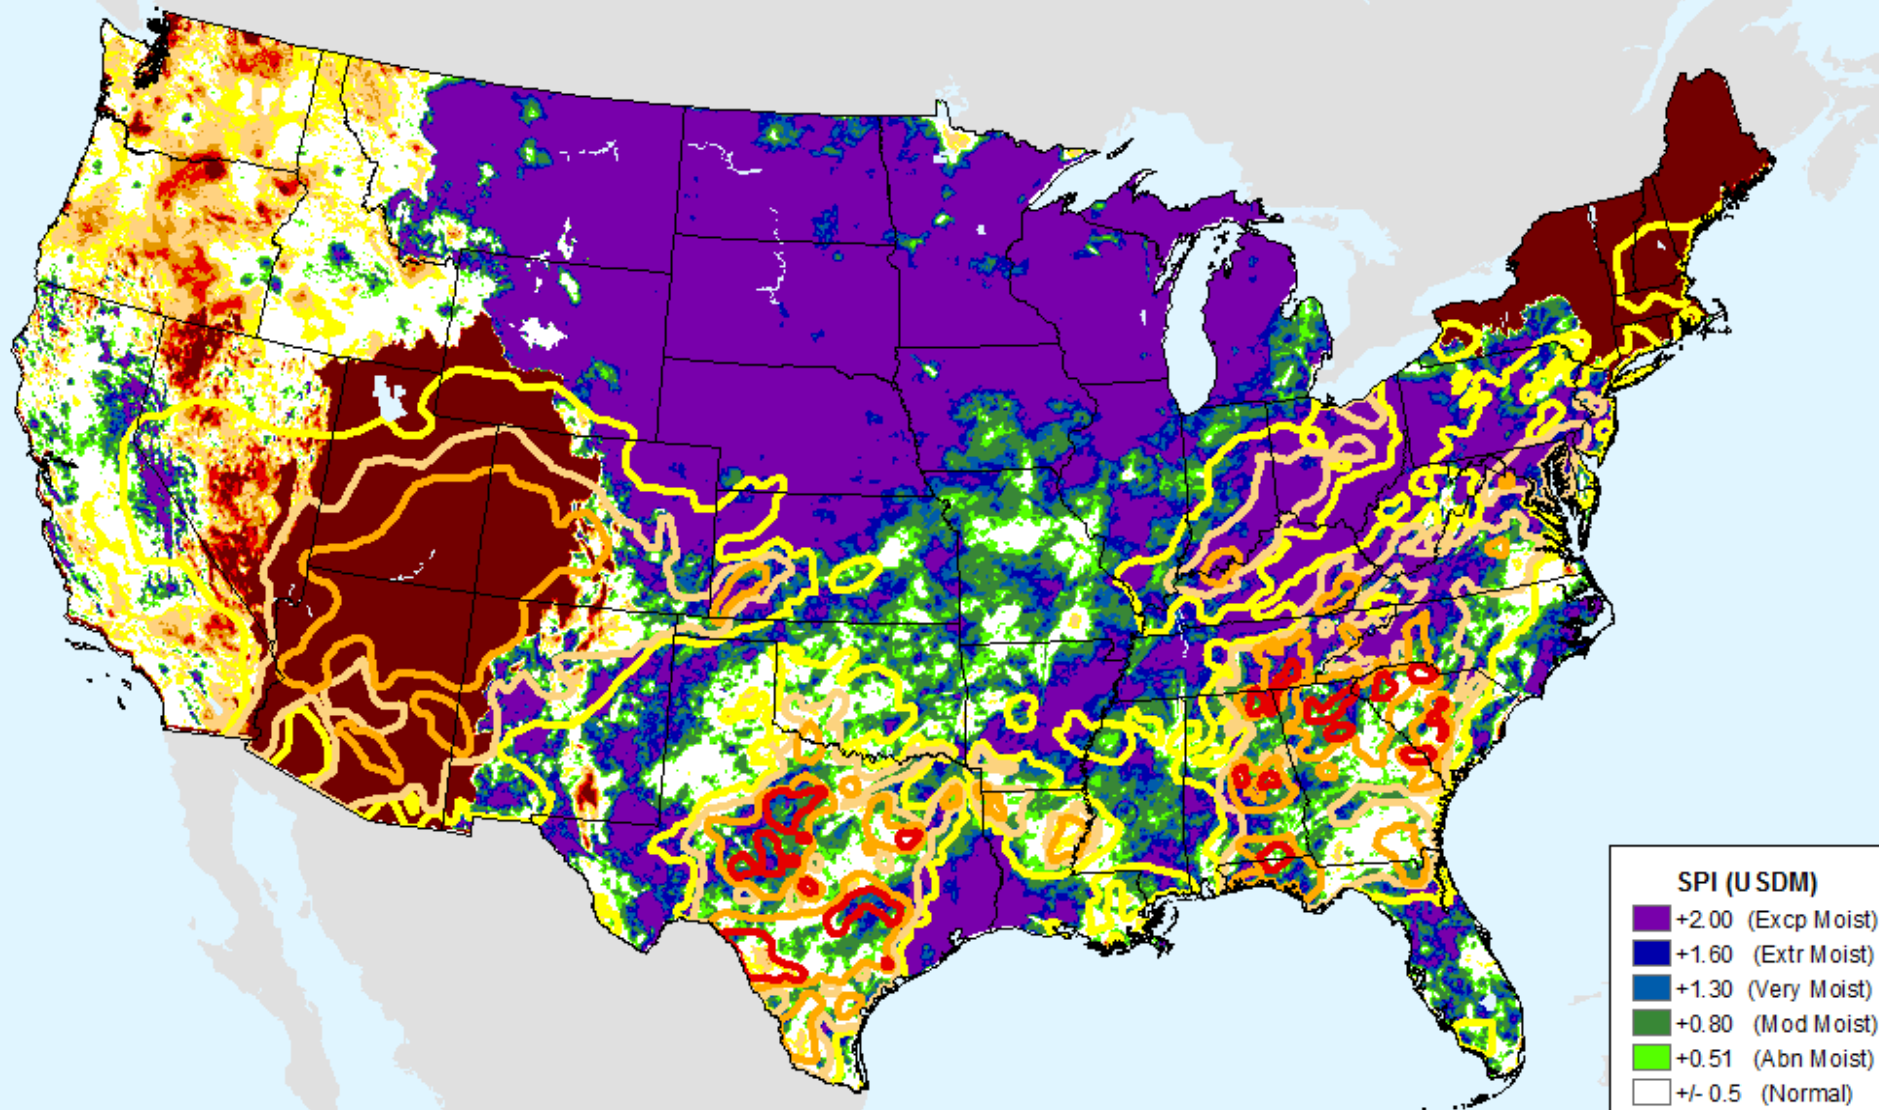 SPI (USDM)
+2.00 (Excp Moist)
+1.60 (Extr Moist)
+1.30 (Very Moist)
+0.80 (Mod Moist)
+0.51 (Abn Moist)
+/- 0.5 (Normal)